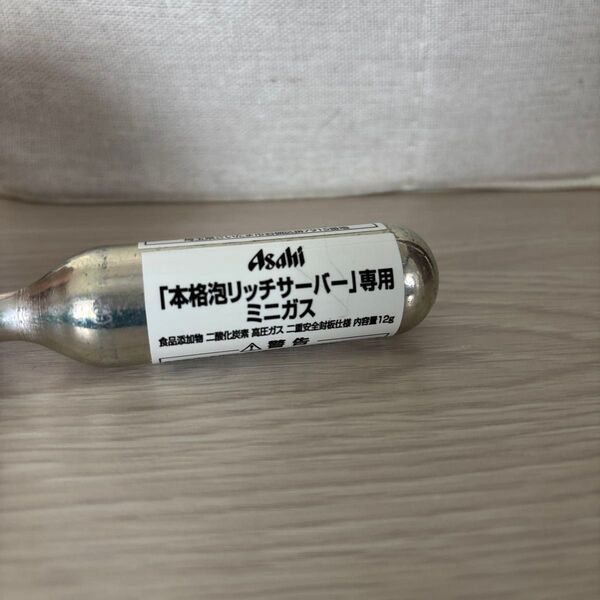 Asahi
「本格泡リッチサーバー」専用
ミニガス
食品添加物 二酸化炭素 高圧ガス 二重安全封板仕様 内容量12g
⚠警告